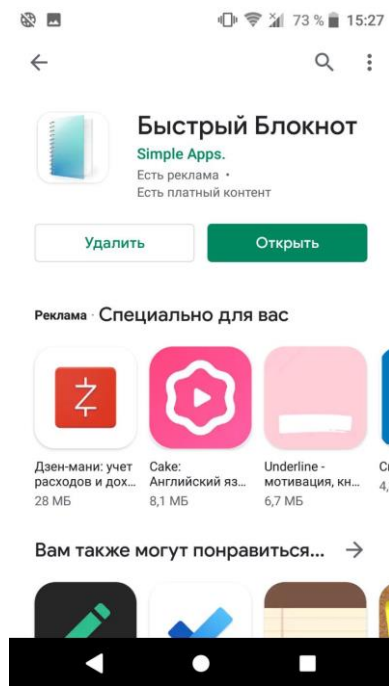 73 % 15:27
Быстрый Блокнот
Simple Apps.
Есть реклама •
Есть платный контент
Удалить
Открыть
Реклама · Специально для вас
Дзен-мани: учет
расходов и дох...
28 МБ
Cake:
Английский яз...
8,1 МБ
Underline -
мотивация, кн...
6,7 МБ
Вам также могут понравиться...